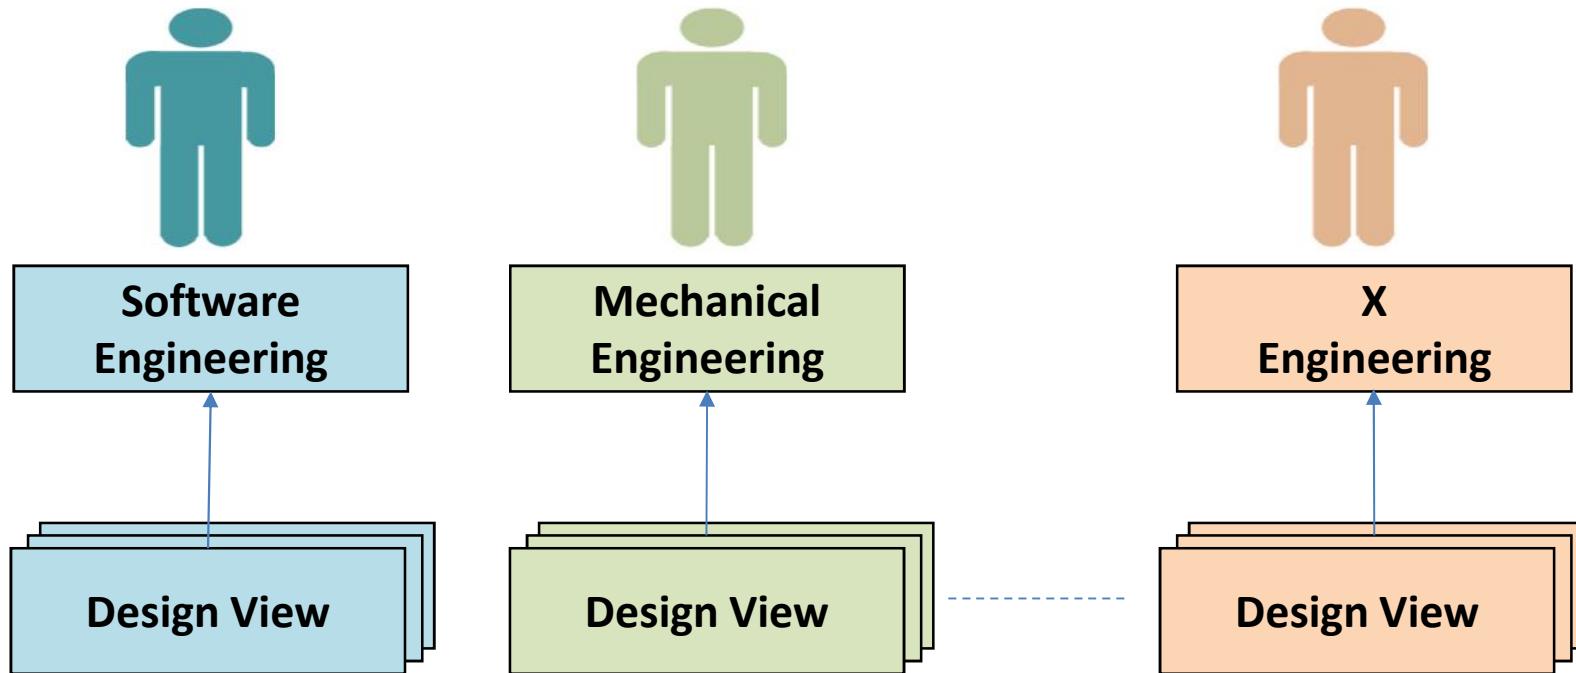 Software
Engineering
Mechanical
Engineering
X
Engineering
Design View
Design View
Design View